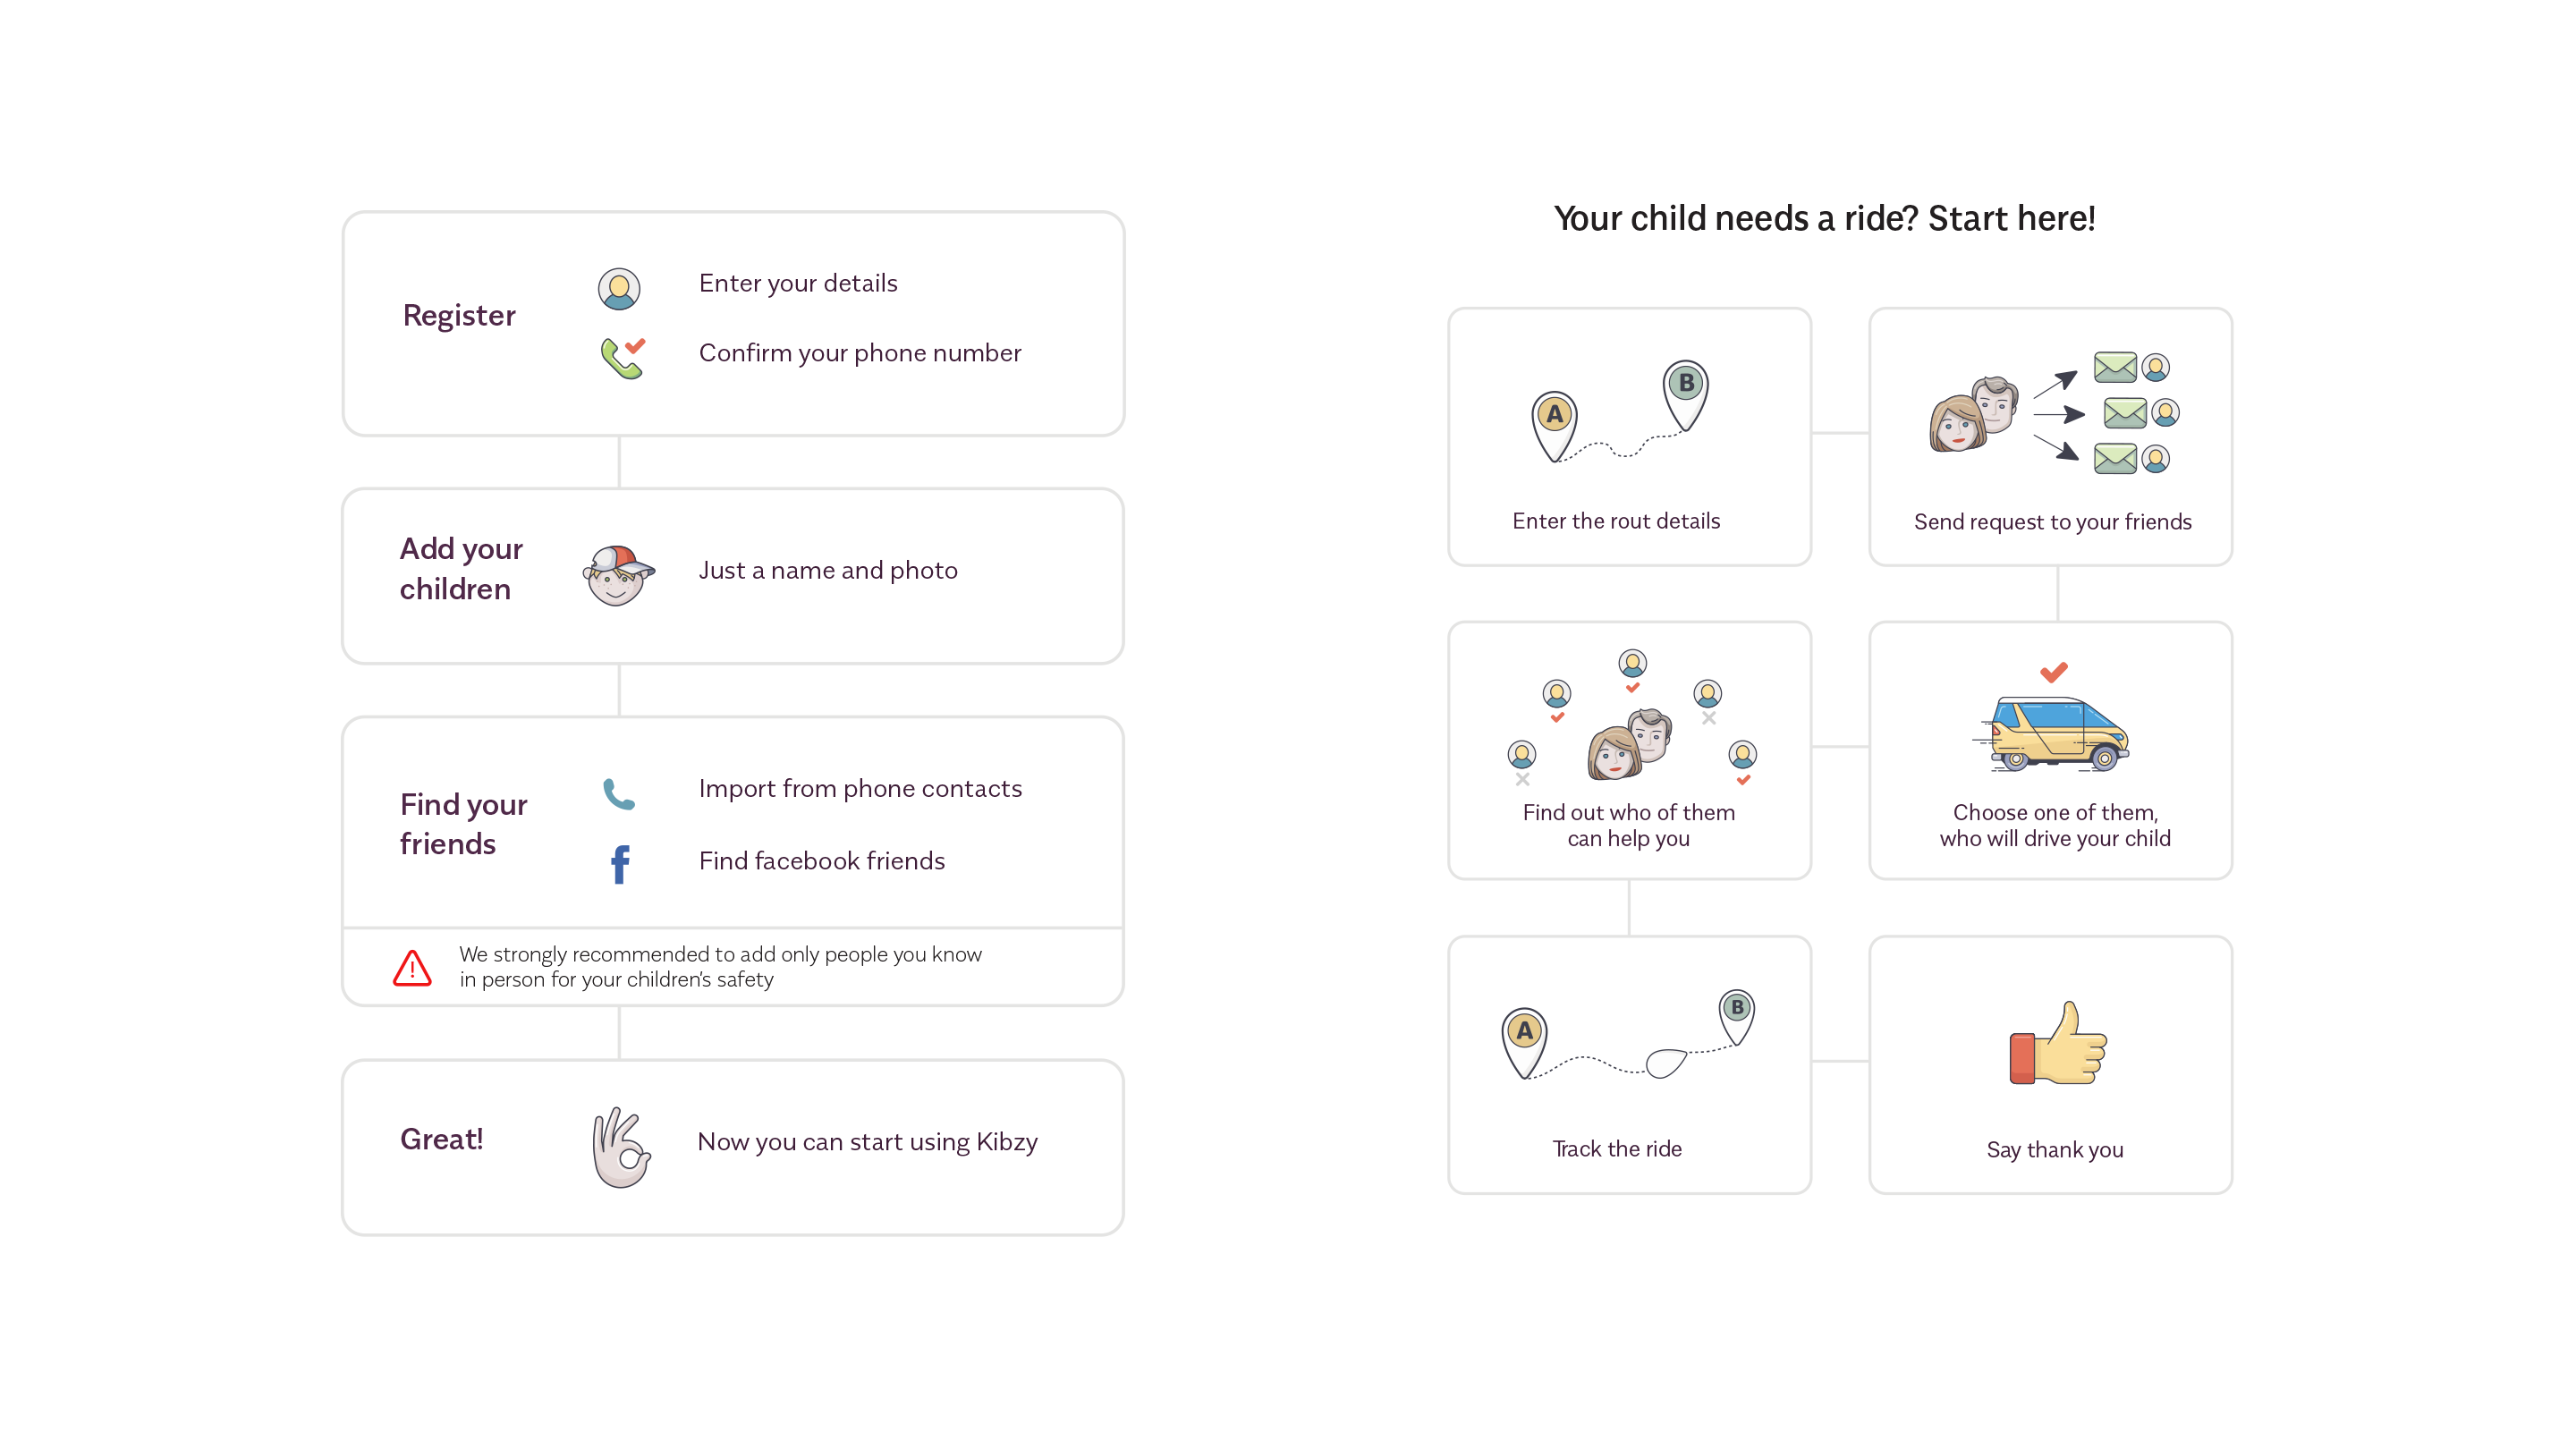 Register
Enter your details
Confirm your phone number
Add your
children
Just a name and photo
Find your
friends
Import from phone contacts
Find facebook friends
We strongly recommended to add only people you know
in person for your children's safety
Great!
Now you can start using Kibzy
Your child needs a ride? Start here!
A
B
Enter the rout details
Send request to your friends
Find out who of them
can help you
Choose one of them,
who will drive your child
A
B
Track the ride
Say thank you